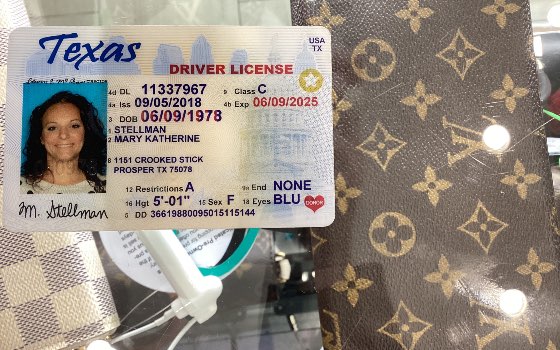 Texas
USA
TX
DRIVER LICENSE
4d DL 11337967 9 Class C
4a Iss 09/05/2018 4b Exp 06/09/2025
3 DOB 06/09/1978
1 STELLMAN
2 MARY KATHERINE
8 1151 CROOKED STICK
PROSPER TX 75078
12 Restrictions A 9a End NONE
16 Hgt 5'-01" 15 Sex F 18 Eyes BLU
DONOR
5 DD 36619880095015115144
M. Stellman